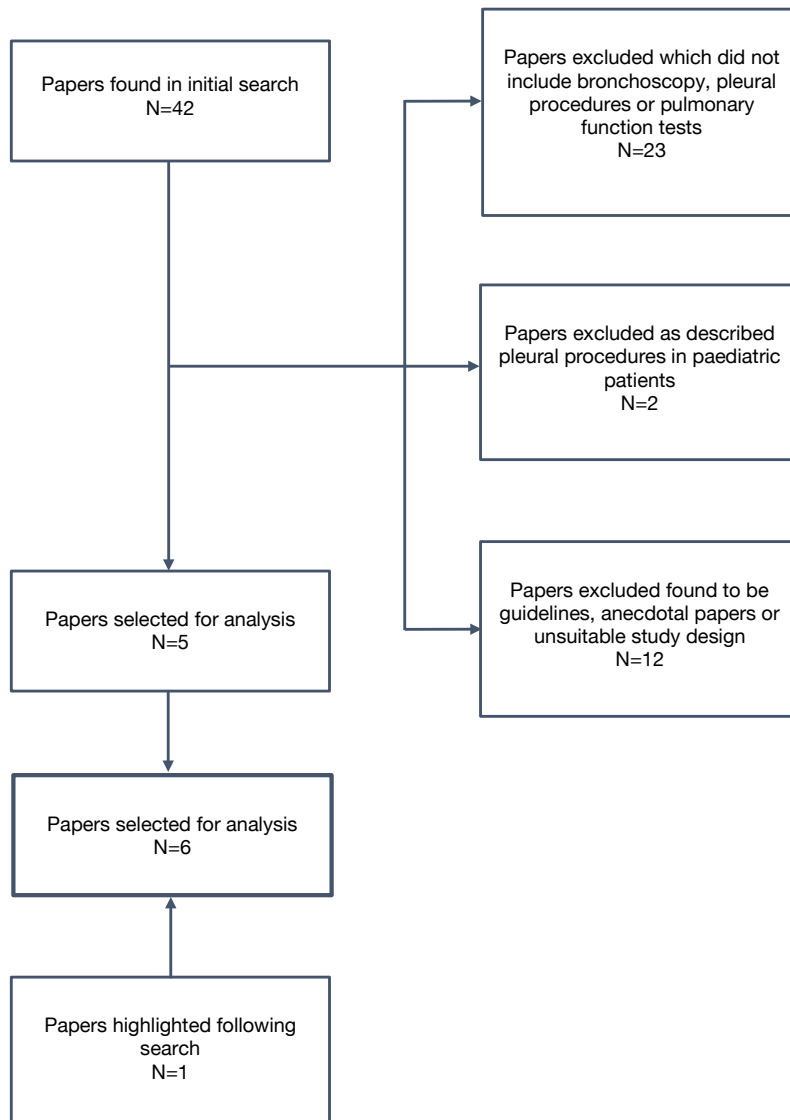 Papers found in initial search
N=42
Papers excluded which did not
include bronchoscopy, pleural
procedures or pulmonary
function tests
N=23
Papers excluded as described
pleural procedures in paediatric
patients
N=2
Papers excluded found to be
guidelines, anecdotal papers or
unsuitable study design
N=12
Papers selected for analysis
N=5
Papers selected for analysis
N=6
Papers highlighted following
search
N=1